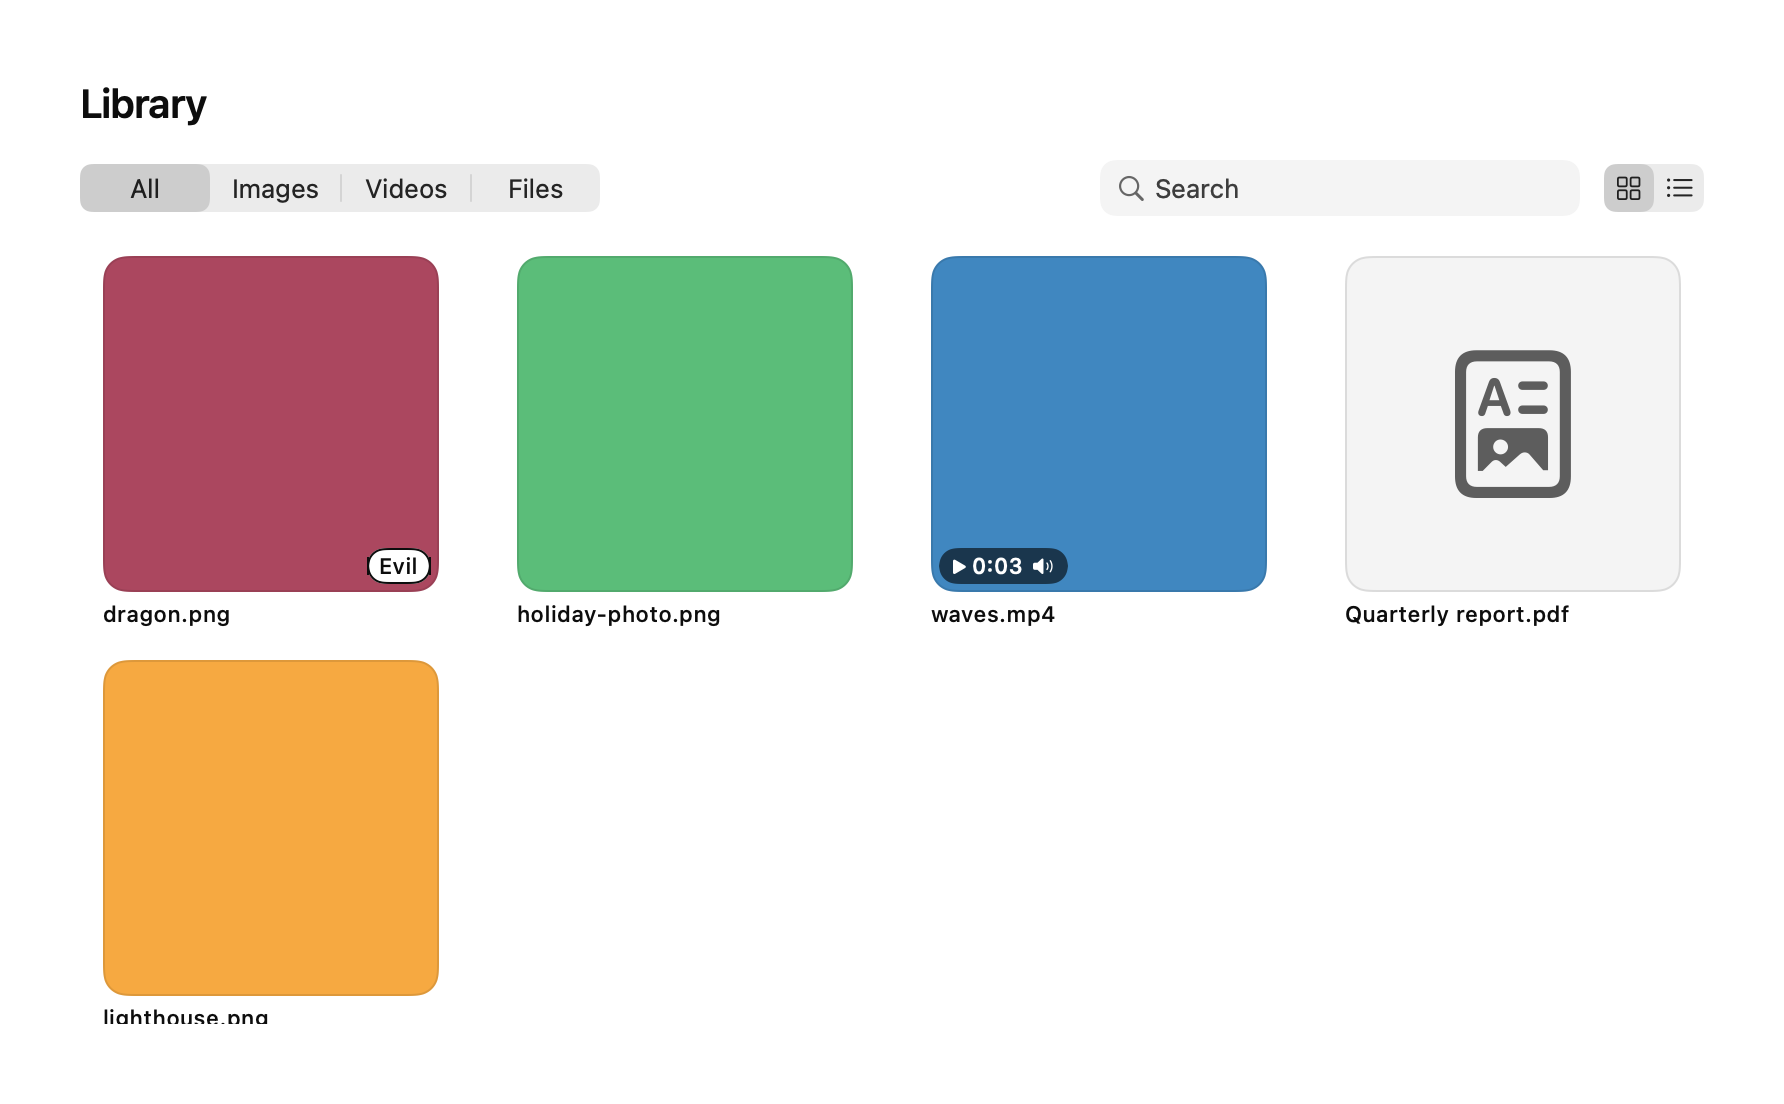 Library
All Images Videos Files Search
Evil
0:03
dragon.png holiday-photo.png waves.mp4 Quarterly report.pdf
lighthouse.png